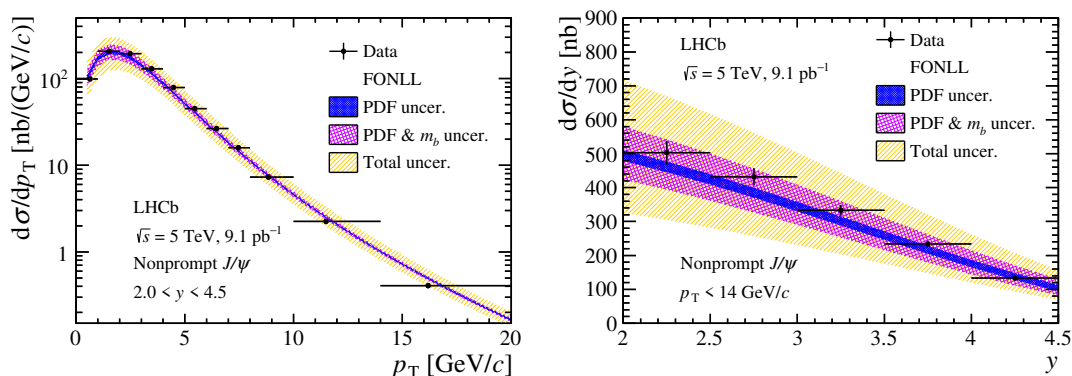 dσ/dp_T [nb/(GeV/c)]
10²
10
1
Data
FONLL
PDF uncer.
PDF & m_b uncer.
Total uncer.
LHCb
√s = 5 TeV, 9.1 pb⁻¹
Nonprompt J/ψ
2.0 < y < 4.5
0 5 10 15 20
p_T [GeV/c]
dσ/dy [nb]
900
800
700
600
500
400
300
200
100
0
LHCb
√s = 5 TeV, 9.1 pb⁻¹
Data
FONLL
PDF uncer.
PDF & m_b uncer.
Total uncer.
Nonprompt J/ψ
p_T < 14 GeV/c
2 2.5 3 3.5 4 4.5
y